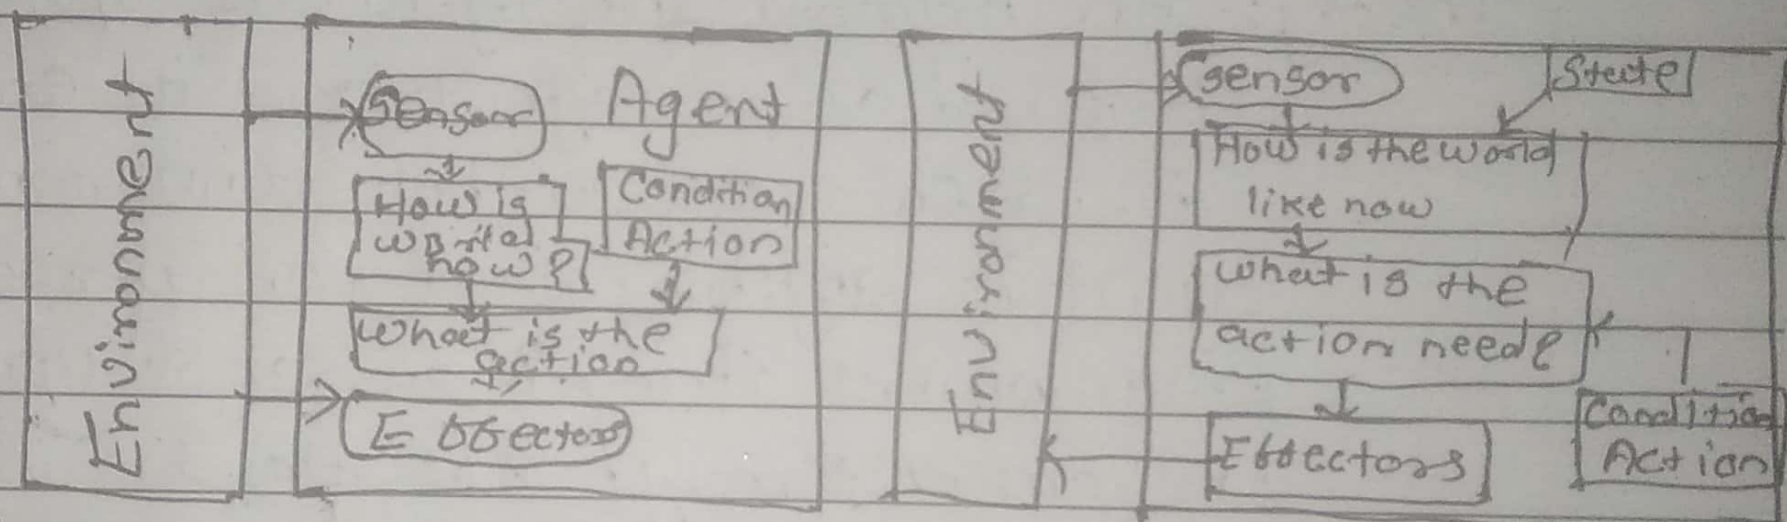 Environment
Sensor
Agent
How is
world
now?
Condition
Action
What is the
action
Effectors
Environment
Sensor
State
How is the world
like now
what is the
action neede
Effectors
Condition
Action